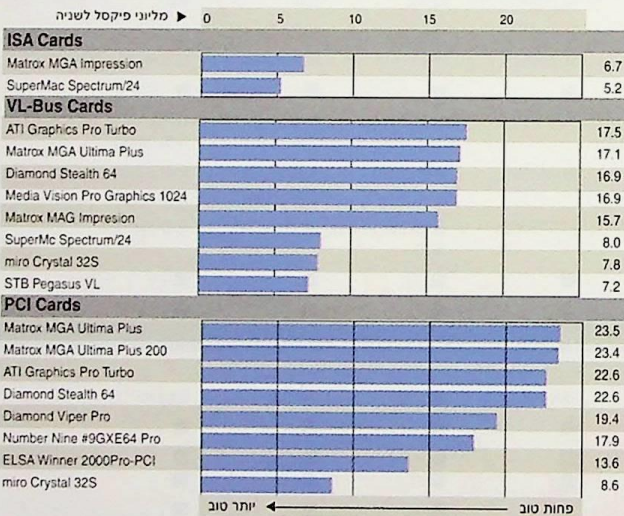 מליוני פיקסל לשניה ◀ 0 5 10 15 20
ISA Cards
Matrox MGA Impression 6.7
SuperMac Spectrum/24 5.2
VL-Bus Cards
ATI Graphics Pro Turbo 17.5
Matrox MGA Ultima Plus 17.1
Diamond Stealth 64 16.9
Media Vision Pro Graphics 1024 16.9
Matrox MAG Impresion 15.7
SuperMc Spectrum/24 8.0
miro Crystal 32S 7.8
STB Pegasus VL 7.2
PCI Cards
Matrox MGA Ultima Plus 23.5
Matrox MGA Ultima Plus 200 23.4
ATI Graphics Pro Turbo 22.6
Diamond Stealth 64 22.6
Diamond Viper Pro 19.4
Number Nine #9GXE64 Pro 17.9
ELSA Winner 2000Pro-PCI 13.6
miro Crystal 32S 8.6
פחות טוב ← יותר טוב